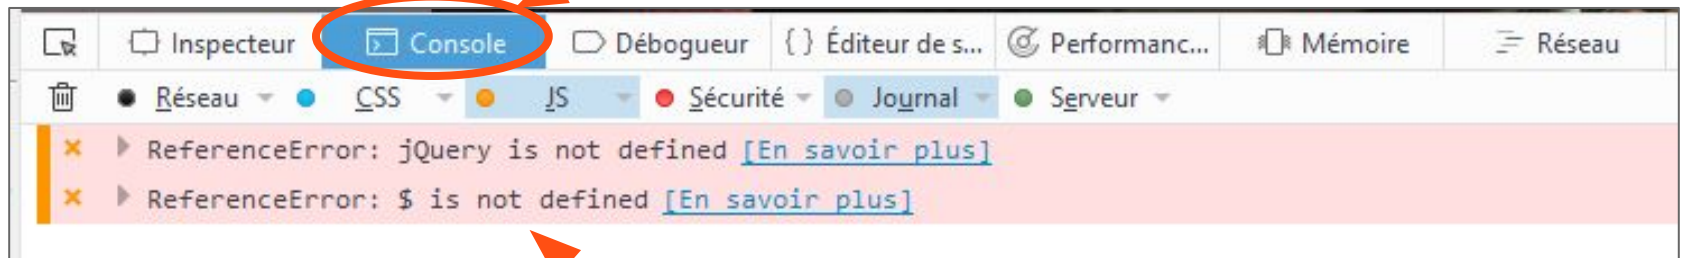 Inspecteur Console Débogueur { } Éditeur de s... Performanc... Mémoire Réseau
Réseau CSS JS Sécurité Journal Serveur
ReferenceError: jQuery is not defined [En savoir plus]
ReferenceError: $ is not defined [En savoir plus]